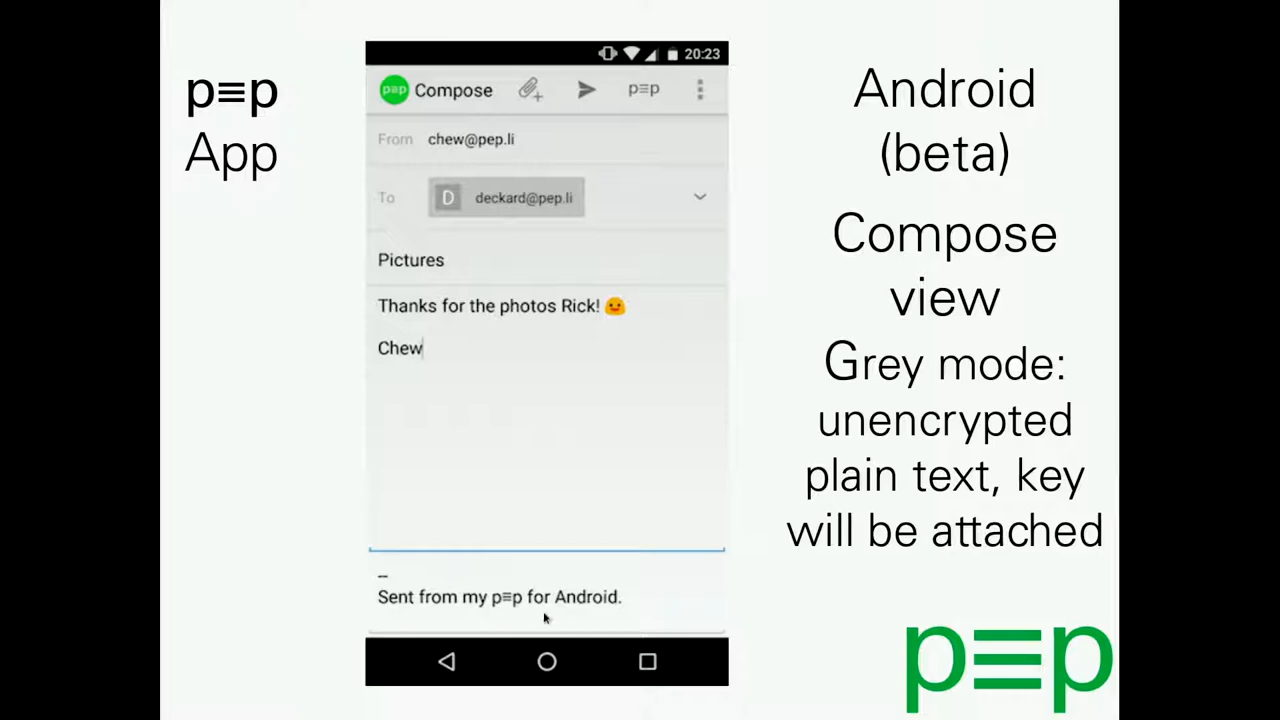 p≡p
App
20:23
p≡p Compose p≡p
From chew@pep.li
To D deckard@pep.li
Pictures
Thanks for the photos Rick! 🙂
Chew
--
Sent from my p≡p for Android.
Android
(beta)
Compose
view
Grey mode:
unencrypted
plain text, key
will be attached
p≡p